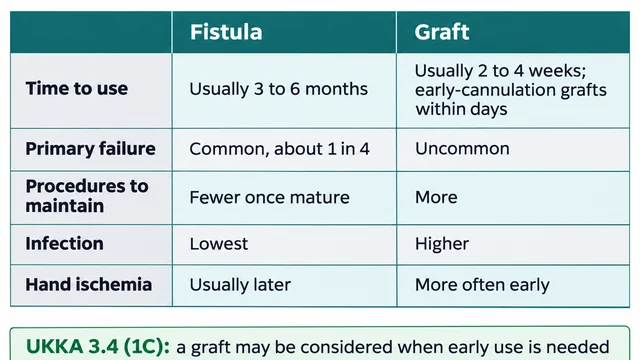 Fistula Graft
Time to use Usually 3 to 6 months Usually 2 to 4 weeks;
early-cannulation grafts
within days
Primary failure Common, about 1 in 4 Uncommon
Procedures to
maintain Fewer once mature More
Infection Lowest Higher
Hand ischemia Usually later More often early
UKKA 3.4 (1C): a graft may be considered when early use is needed